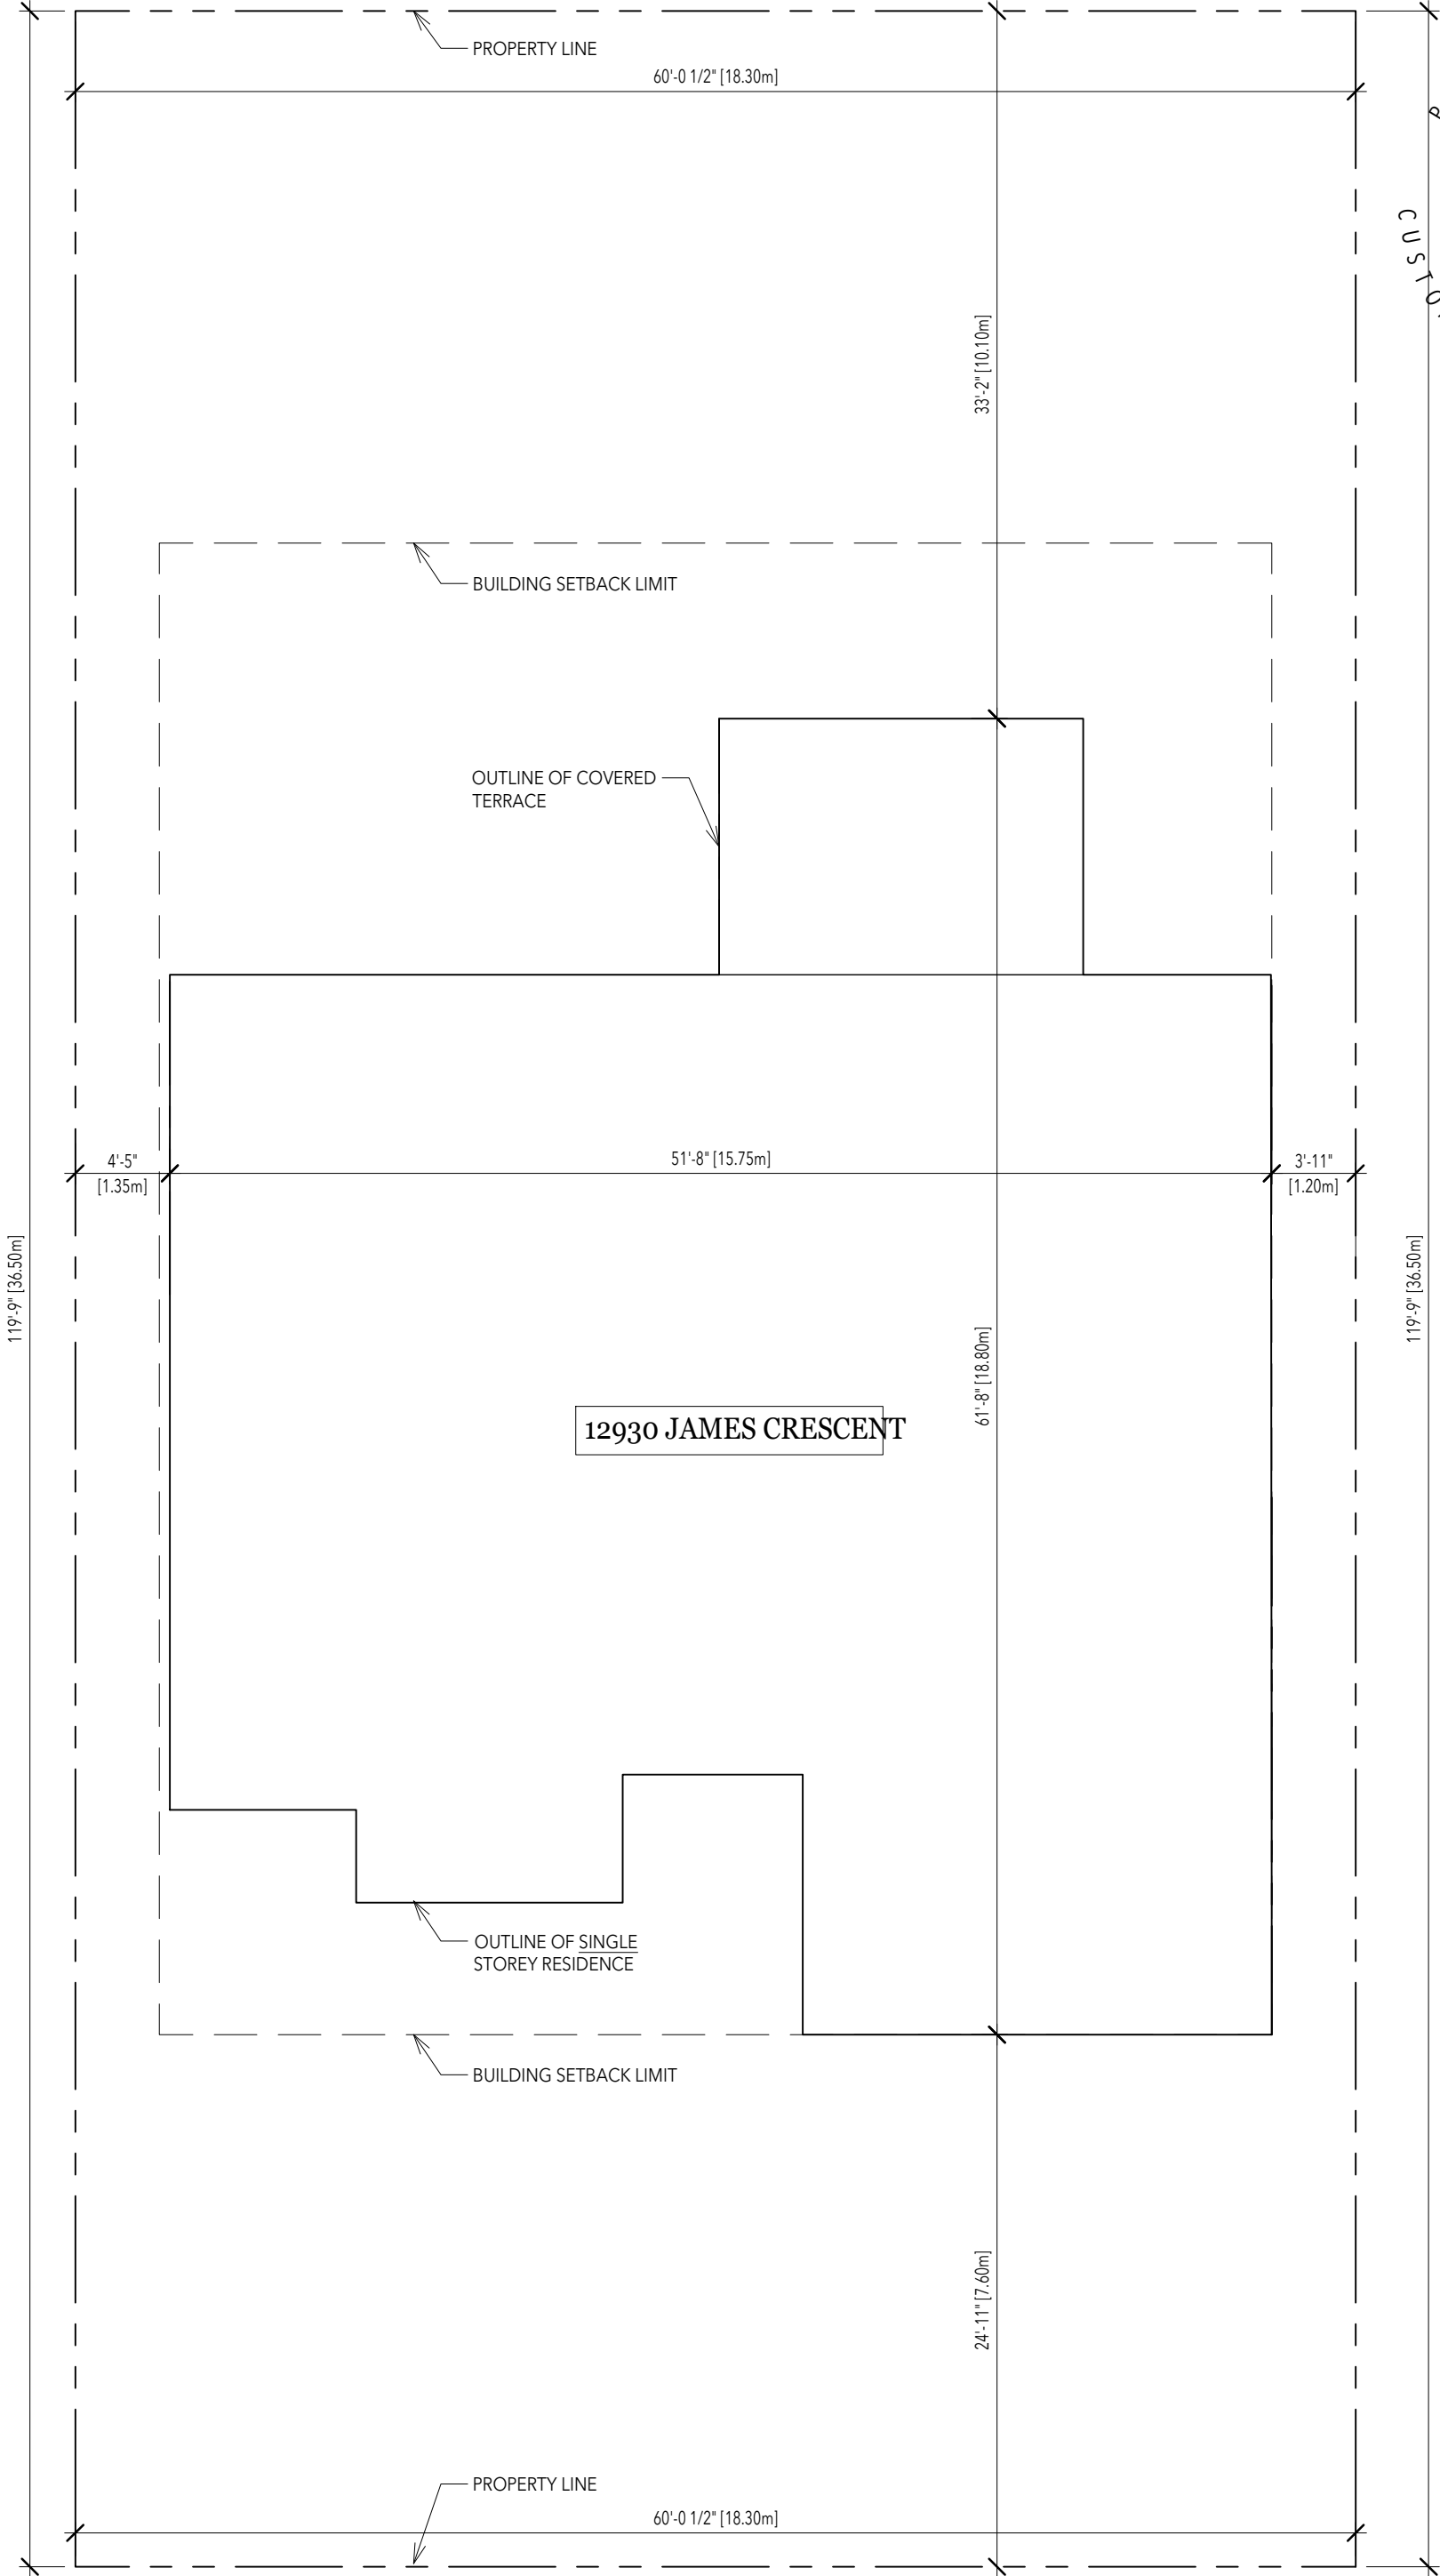 PROPERTY LINE
60'-0 1/2" [18.30m]
CUSTO
33'-2" [10.10m]
BUILDING SETBACK LIMIT
OUTLINE OF COVERED
TERRACE
4'-5"
[1.35m]
51'-8" [15.75m]
3'-11"
[1.20m]
119'-9" [36.50m]
61'-8" [18.80m]
119'-9" [36.50m]
12930 JAMES CRESCENT
OUTLINE OF SINGLE
STOREY RESIDENCE
BUILDING SETBACK LIMIT
24'-11" [7.60m]
PROPERTY LINE
60'-0 1/2" [18.30m]